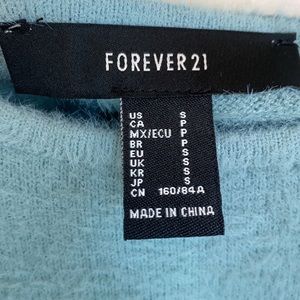 FOREVER 21
US S
CA P
MX/ECU P
BR P
EU S
UK S
KR S
JP S
CN 160/84A
MADE IN CHINA